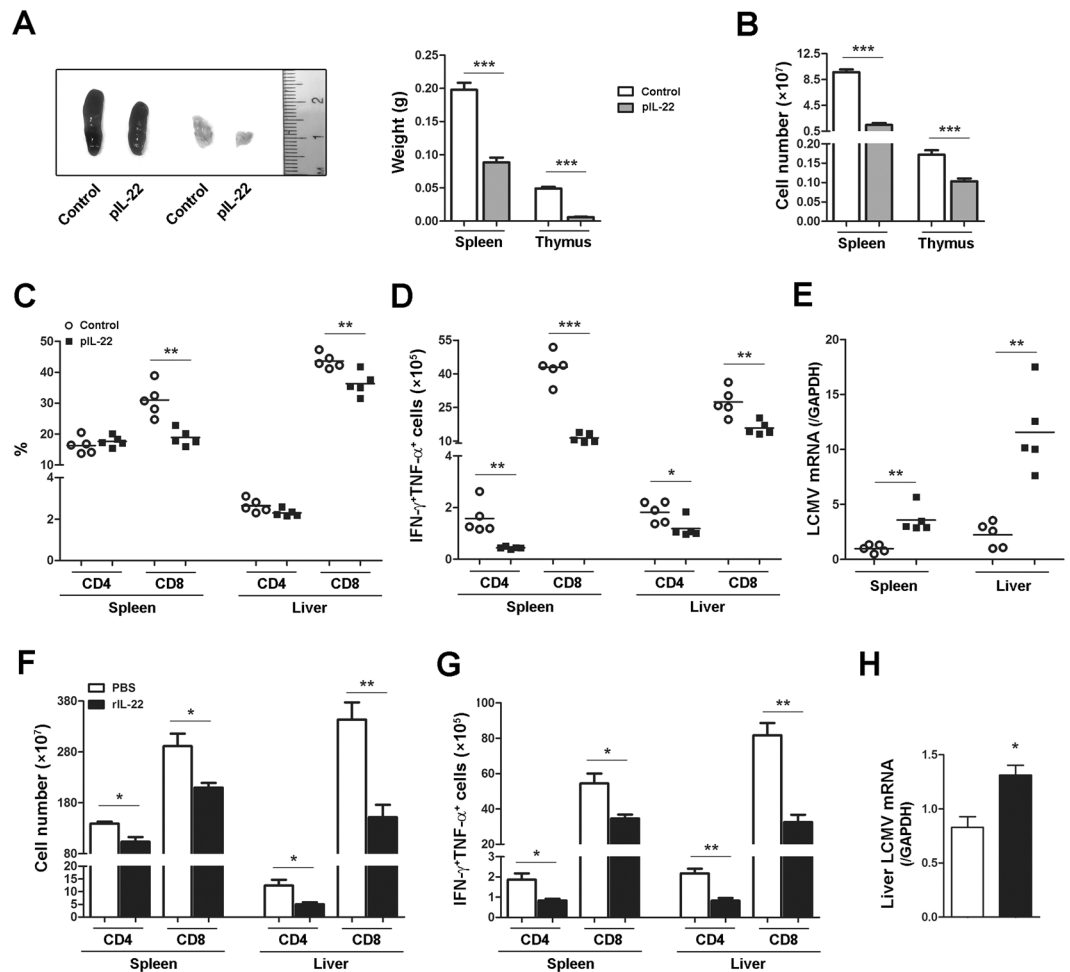 A
2
1
Control
pIL-22
Control
pIL-22
Weight (g)
0.25
0.20
0.15
0.10
0.05
0.00
***
***
Spleen
Thymus
Control
pIL-22
B
Cell number (×10⁷)
12.5
8.5
4.5
0.5
0.20
0.15
0.10
0.05
0.00
***
***
Spleen
Thymus
C
Control
pIL-22
%
50
40
30
20
10
4
2
0
**
**
CD4
CD8
CD4
CD8
Spleen
Liver
D
IFN-γ⁺TNF-α⁺ cells (×10⁵)
55
40
25
10
4
2
0
**
***
*
**
CD4
CD8
CD4
CD8
Spleen
Liver
E
LCMV mRNA (/GAPDH)
20
15
10
5
0
**
**
Spleen
Liver
F
PBS
rIL-22
Cell number (×10⁷)
380
280
180
80
20
15
10
5
0
*
*
*
**
CD4
CD8
CD4
CD8
Spleen
Liver
G
IFN-γ⁺TNF-α⁺ cells (×10⁵)
100
80
60
40
20
3
2
1
0
*
*
**
**
CD4
CD8
CD4
CD8
Spleen
Liver
H
Liver LCMV mRNA
(/GAPDH)
1.5
1.0
0.5
0.0
*